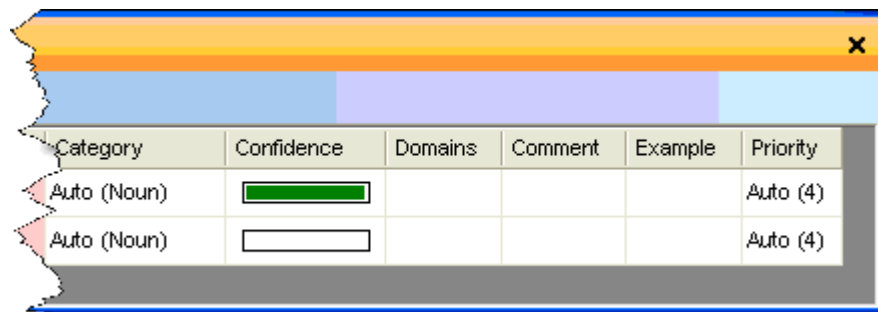 Category Confidence Domains Comment Example Priority
Auto (Noun) Auto (4)
Auto (Noun) Auto (4)